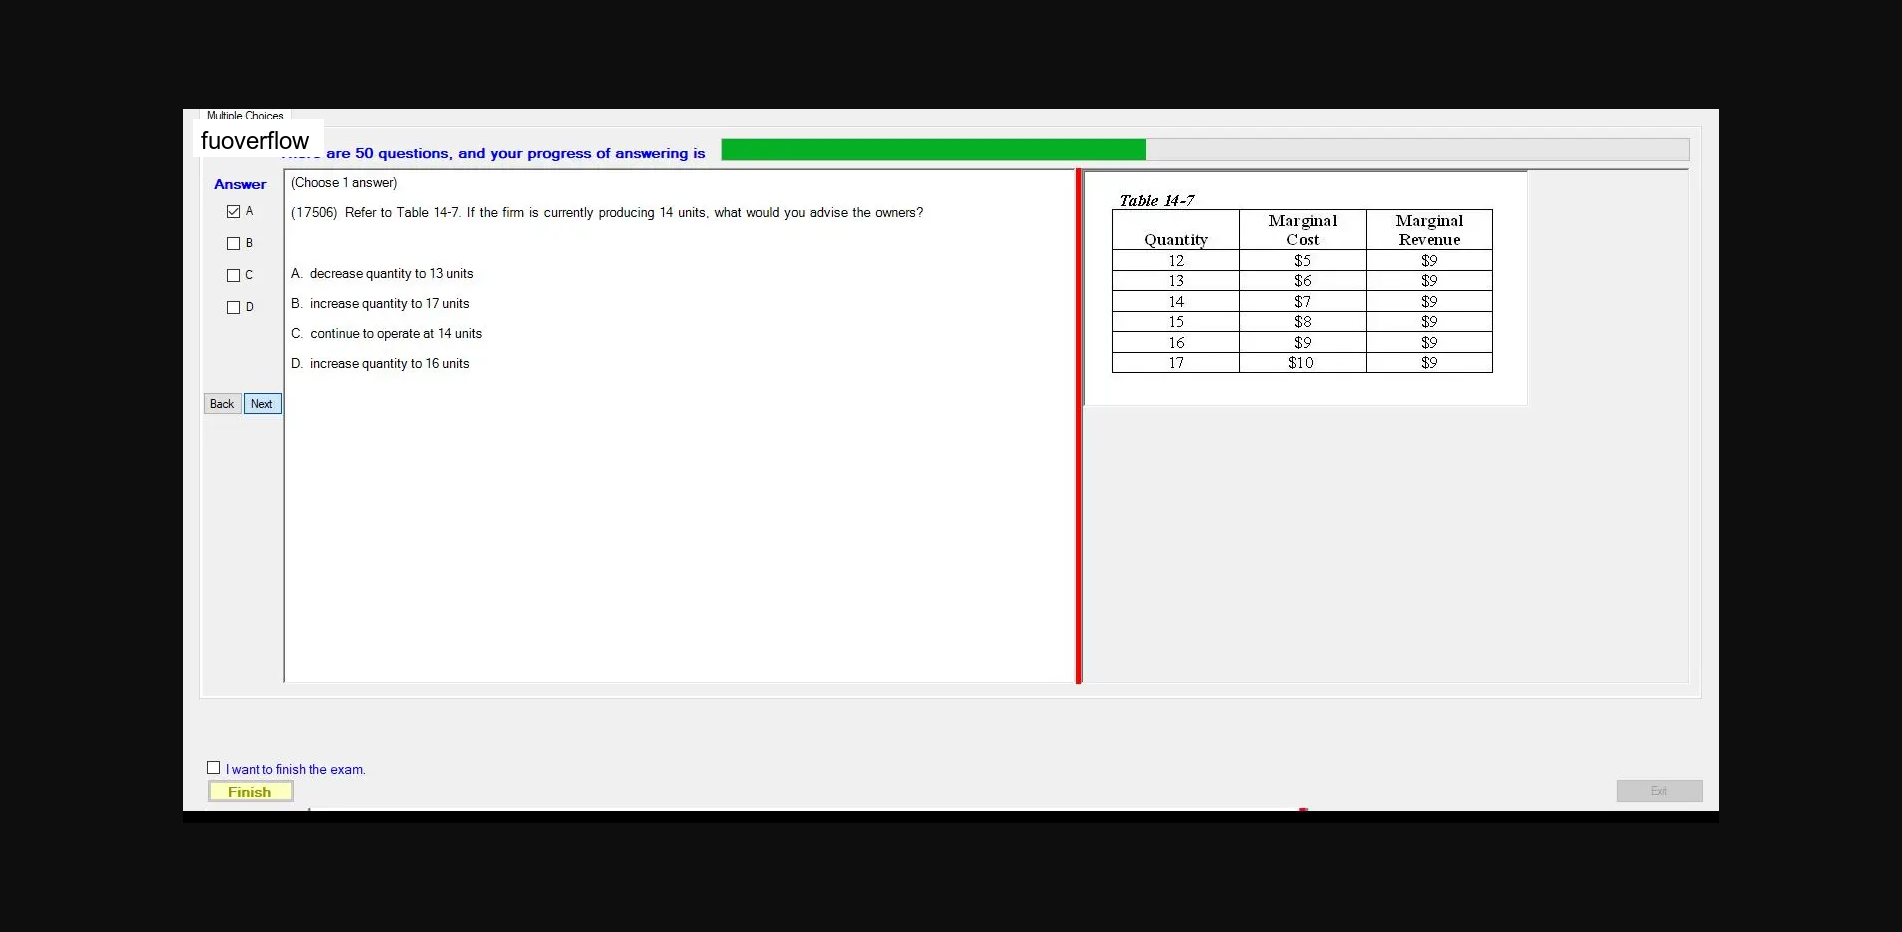 Multiple Choices
fuoverflow
are 50 questions, and your progress of answering is
Answer
A
B
C
D
Back Next
(Choose 1 answer)
(17506) Refer to Table 14-7. If the firm is currently producing 14 units, what would you advise the owners?
A. decrease quantity to 13 units
B. increase quantity to 17 units
C. continue to operate at 14 units
D. increase quantity to 16 units
Table 14-7
Quantity Marginal Cost Marginal Revenue
12 $5 $9
13 $6 $9
14 $7 $9
15 $8 $9
16 $9 $9
17 $10 $9
I want to finish the exam.
Finish
Exit